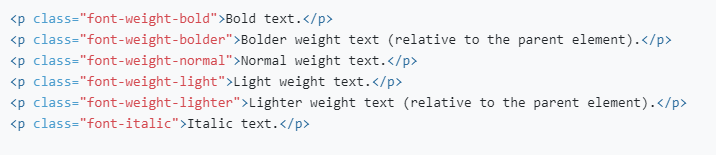 <p class="font-weight-bold">Bold text.</p>
<p class="font-weight-bolder">Bolder weight text (relative to the parent element).</p>
<p class="font-weight-normal">Normal weight text.</p>
<p class="font-weight-light">Light weight text.</p>
<p class="font-weight-lighter">Lighter weight text (relative to the parent element).</p>
<p class="font-italic">Italic text.</p>